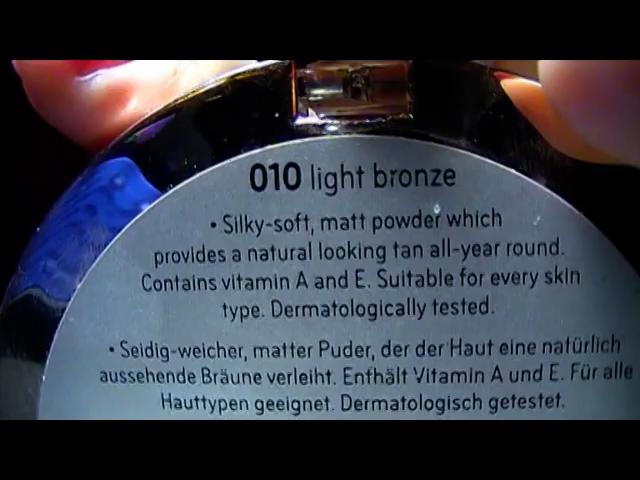 010 light bronze
• Silky-soft, matt powder which
provides a natural looking tan all-year round.
Contains vitamin A and E. Suitable for every skin
type. Dermatologically tested.
• Seidig-weicher, matter Puder, der der Haut eine natürlich
aussehende Bräune verleiht. Enthält Vitamin A und E. Für alle
Hauttypen geeignet. Dermatologisch getestet.